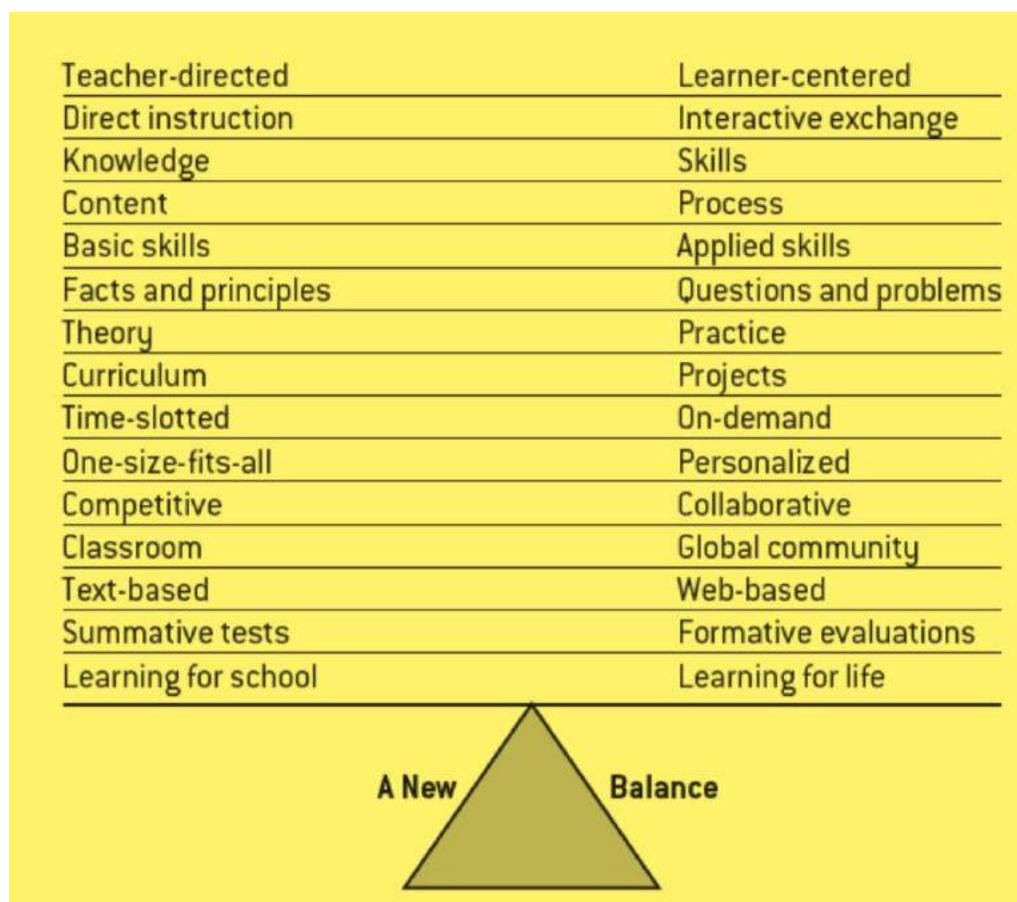 Teacher-directed Learner-centered
Direct instruction Interactive exchange
Knowledge Skills
Content Process
Basic skills Applied skills
Facts and principles Questions and problems
Theory Practice
Curriculum Projects
Time-slotted On-demand
One-size-fits-all Personalized
Competitive Collaborative
Classroom Global community
Text-based Web-based
Summative tests Formative evaluations
Learning for school Learning for life
A New Balance